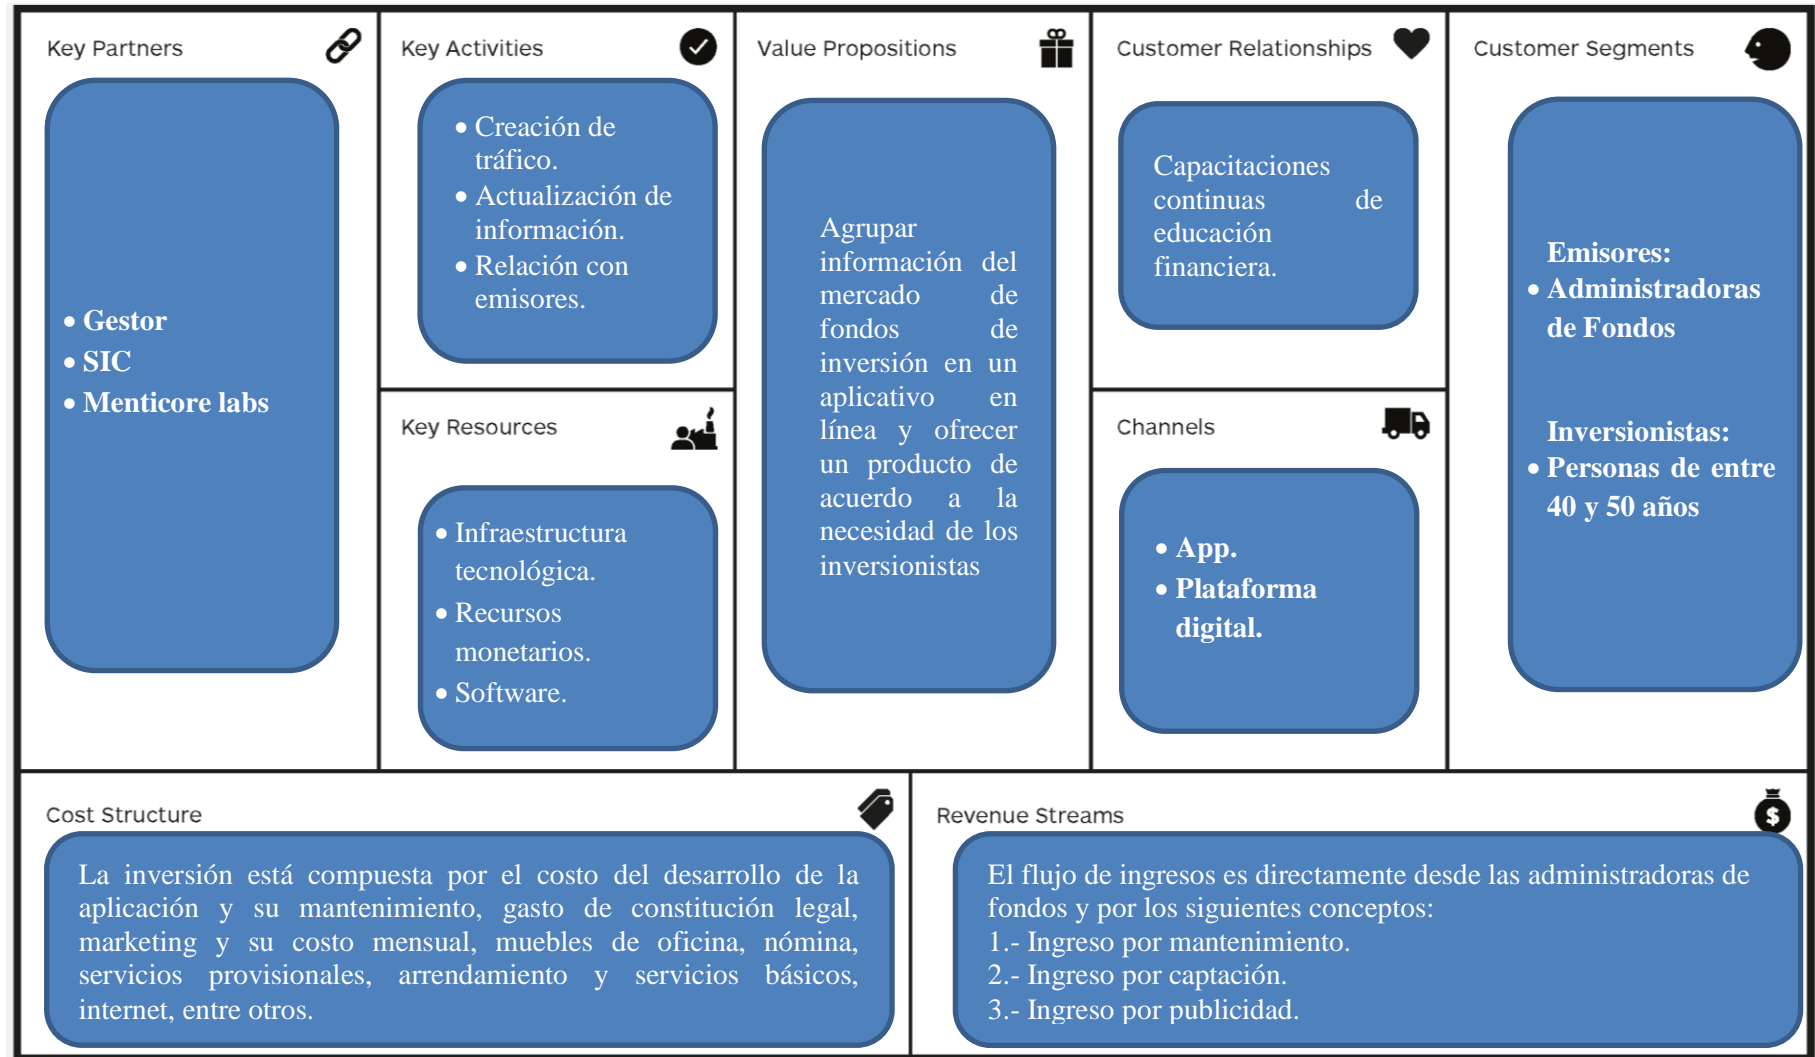 Key Partners
• Gestor
• SIC
• Menticore labs
Key Activities
• Creación de
tráfico.
• Actualización de
información.
• Relación con
emisores.
Key Resources
• Infraestructura
tecnológica.
• Recursos
monetarios.
• Software.
Value Propositions
Agrupar
información del
mercado de
fondos de
inversión en un
aplicativo en
línea y ofrecer
un producto de
acuerdo a la
necesidad de los
inversionistas
Customer Relationships
Capacitaciones
continuas de
educación
financiera.
Channels
• App.
• Plataforma
digital.
Customer Segments
Emisores:
• Administradoras
de Fondos
Inversionistas:
• Personas de entre
40 y 50 años
Cost Structure
La inversión está compuesta por el costo del desarrollo de la
aplicación y su mantenimiento, gasto de constitución legal,
marketing y su costo mensual, muebles de oficina, nómina,
servicios provisionales, arrendamiento y servicios básicos,
internet, entre otros.
Revenue Streams
$
El flujo de ingresos es directamente desde las administradoras de
fondos y por los siguientes conceptos:
1.- Ingreso por mantenimiento.
2.- Ingreso por captación.
3.- Ingreso por publicidad.